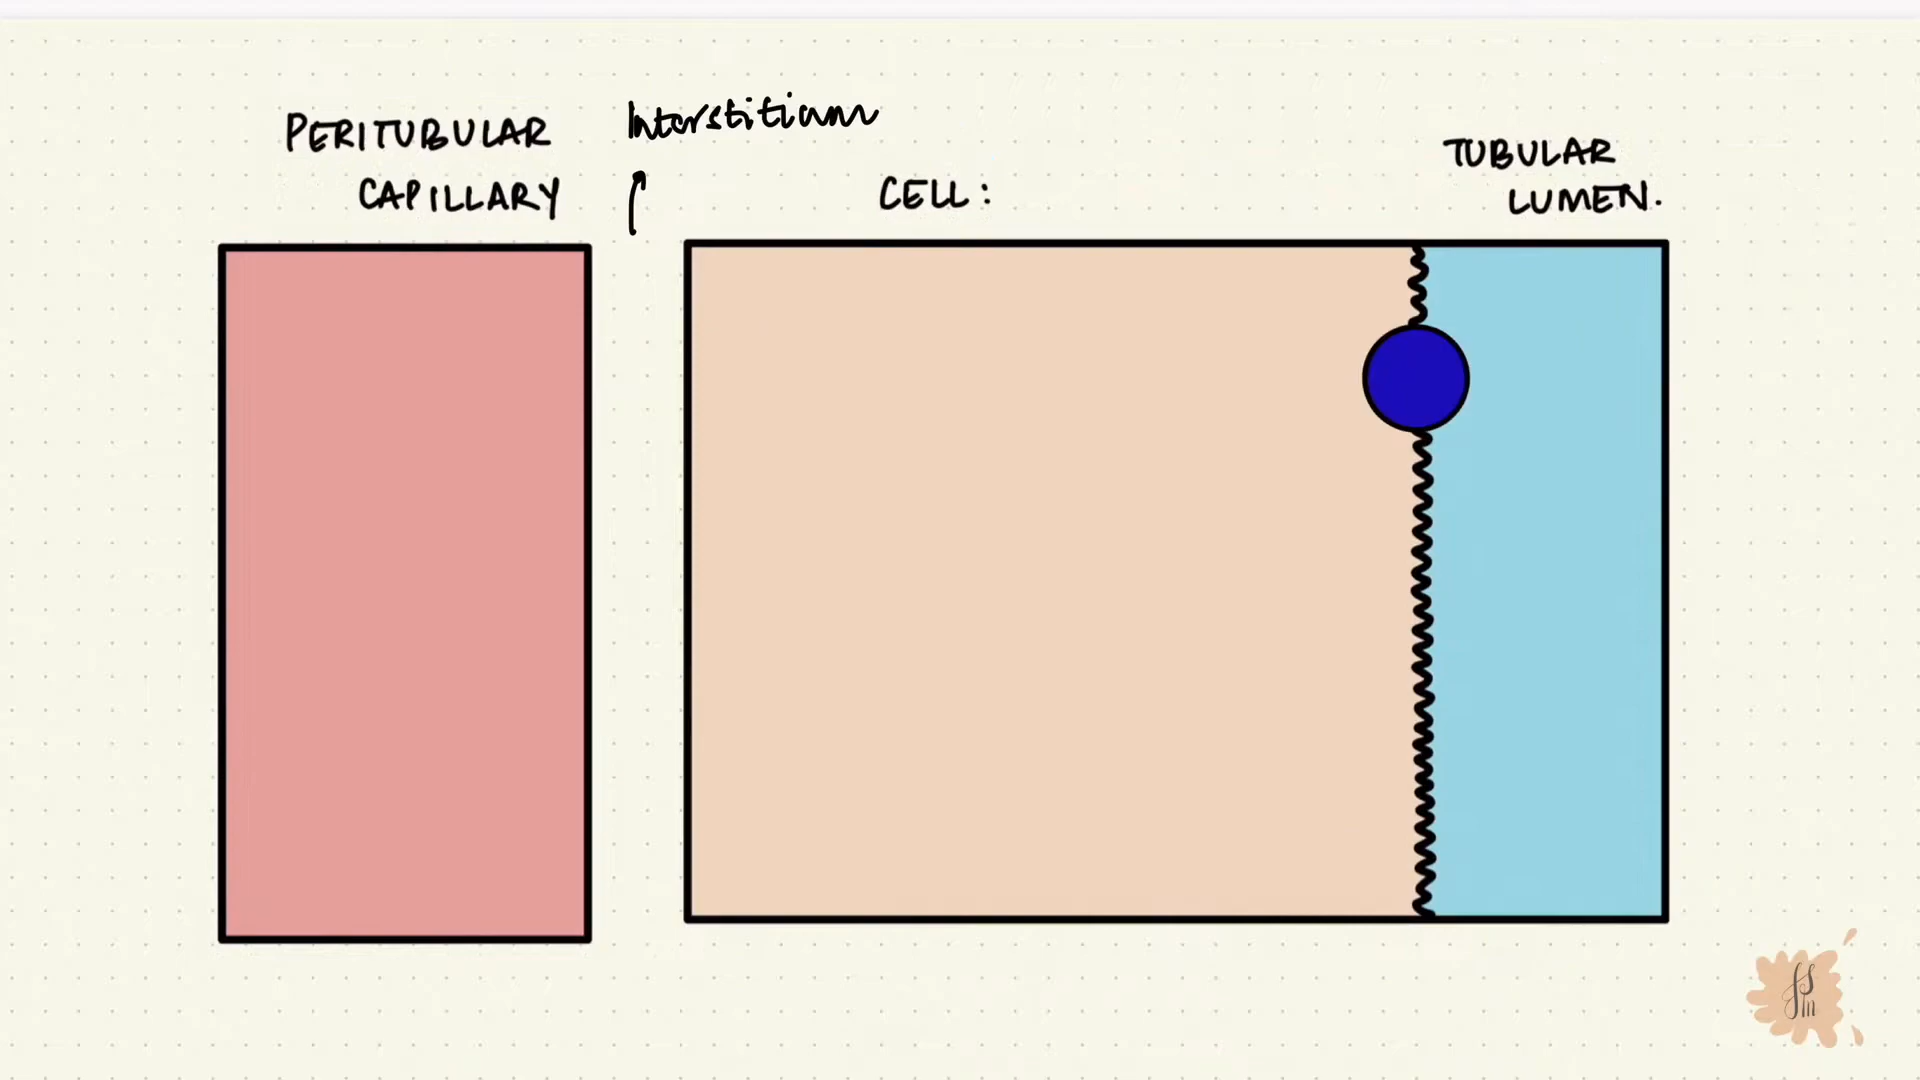 PERITUBULAR
CAPILLARY
Interstitium
CELL:
TUBULAR
LUMEN.